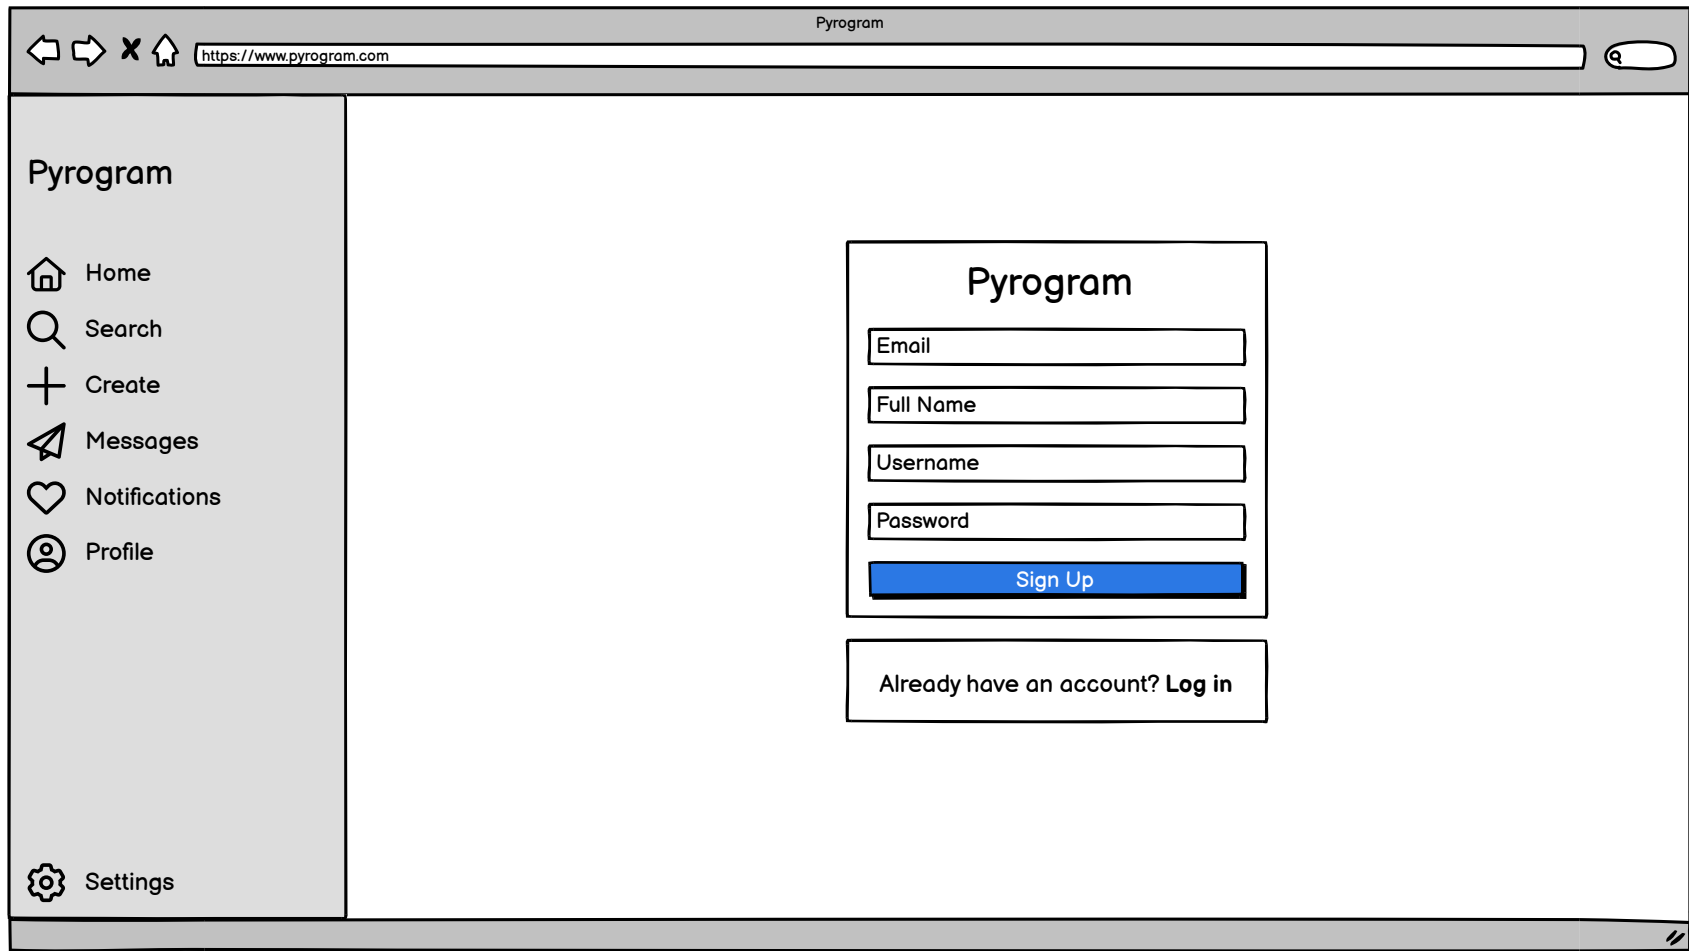 Pyrogram
https://www.pyrogram.com
Pyrogram
Home
Search
Create
Messages
Notifications
Profile
Settings
Pyrogram
Email
Full Name
Username
Password
Sign Up
Already have an account? Log in